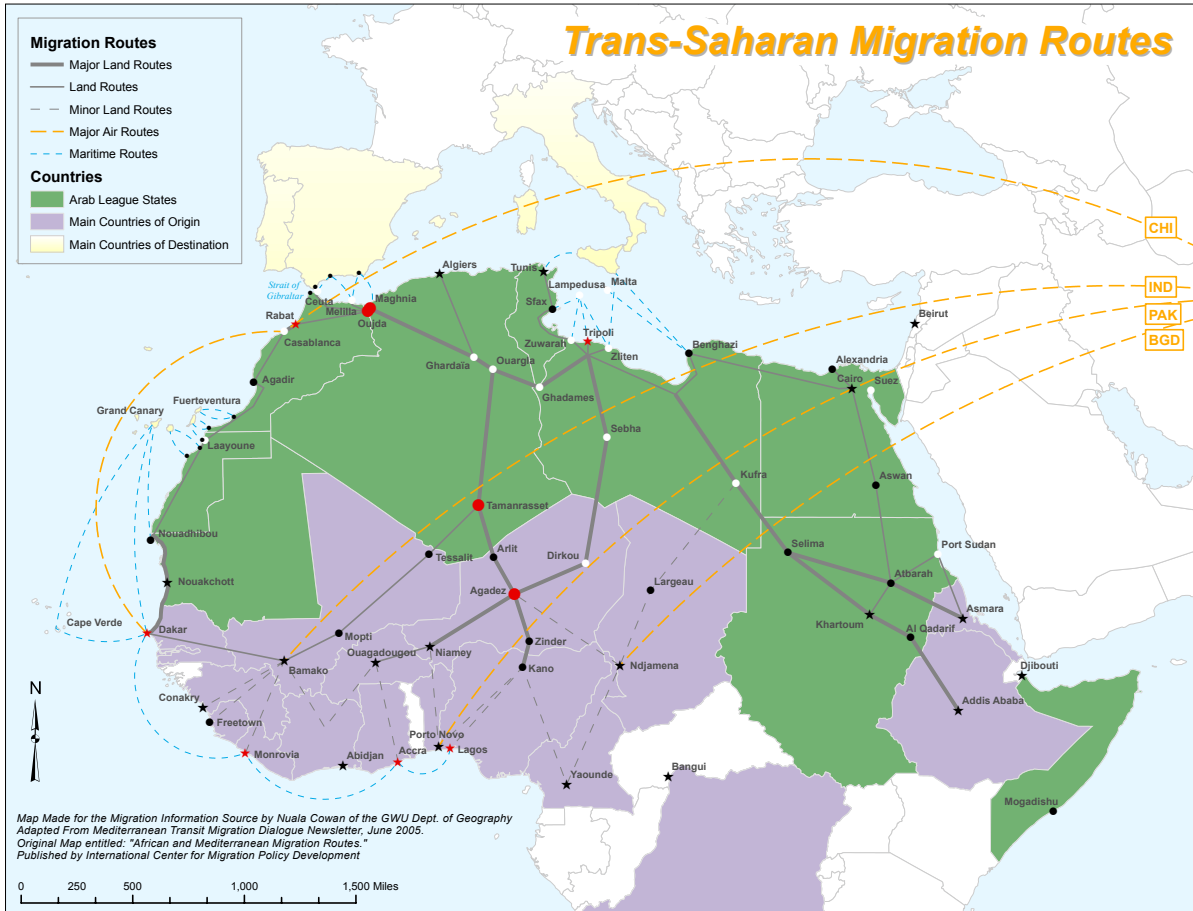 Trans-Saharan Migration Routes
Migration Routes
Major Land Routes
Land Routes
Minor Land Routes
Major Air Routes
Maritime Routes
Countries
Arab League States
Main Countries of Origin
Main Countries of Destination
CHI
IND
PAK
BGD
Strait of
Gibraltar
Ceuta
Melilla
Maghnia
Oujda
Rabat
Casablanca
Algiers
Tunis
Lampedusa
Malta
Sfax
Zuwarah
Tripoli
Zliten
Benghazi
Beirut
Alexandria
Cairo
Suez
Agadir
Ghardaïa
Ouargla
Ghadames
Fuerteventura
Grand Canary
Laayoune
Sebha
Kufra
Aswan
Tamanrasset
Nouadhibou
Tessalit
Arlit
Dirkou
Selima
Port Sudan
Nouakchott
Agadez
Largeau
Atbarah
Cape Verde
Dakar
Mopti
Zinder
Khartoum
Asmara
Al Qadarif
Bamako
Ouagadougou
Niamey
Kano
Ndjamena
Djibouti
Conakry
Freetown
Addis Ababa
Monrovia
Abidjan
Accra
Porto Novo
Lagos
Yaounde
Bangui
Mogadishu
N
Map Made for the Migration Information Source by Nuala Cowan of the GWU Dept. of Geography
Adapted From Mediterranean Transit Migration Dialogue Newsletter, June 2005.
Original Map entitled: "African and Mediterranean Migration Routes."
Published by International Center for Migration Policy Development
0 250 500 1,000 1,500 Miles